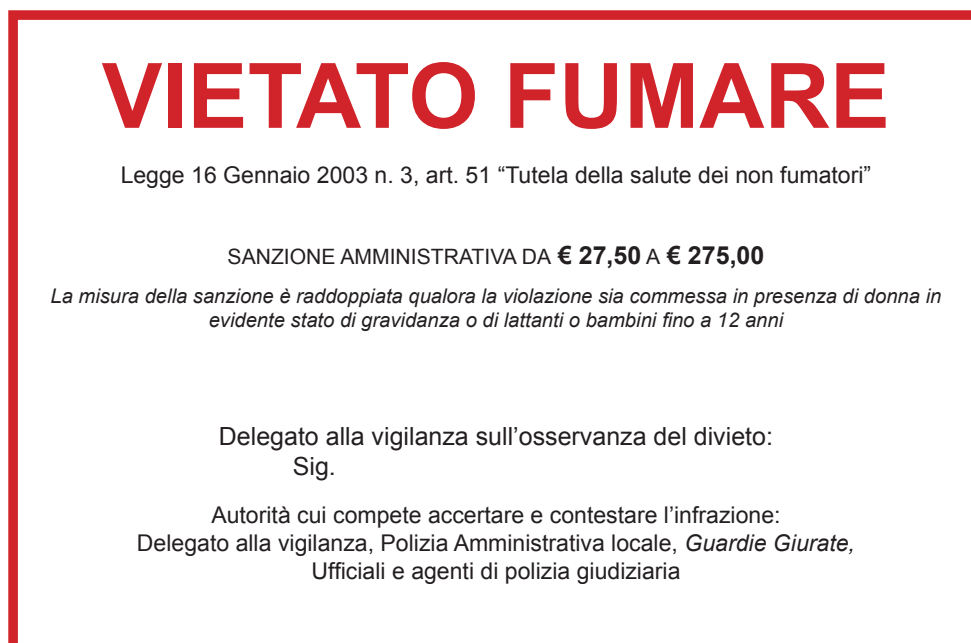 VIETATO FUMARE
Legge 16 Gennaio 2003 n. 3, art. 51 “Tutela della salute dei non fumatori”
SANZIONE AMMINISTRATIVA DA € 27,50 A € 275,00
La misura della sanzione è raddoppiata qualora la violazione sia commessa in presenza di donna in
evidente stato di gravidanza o di lattanti o bambini fino a 12 anni
Delegato alla vigilanza sull’osservanza del divieto:
Sig.
Autorità cui compete accertare e contestare l’infrazione:
Delegato alla vigilanza, Polizia Amministrativa locale, Guardie Giurate,
Ufficiali e agenti di polizia giudiziaria